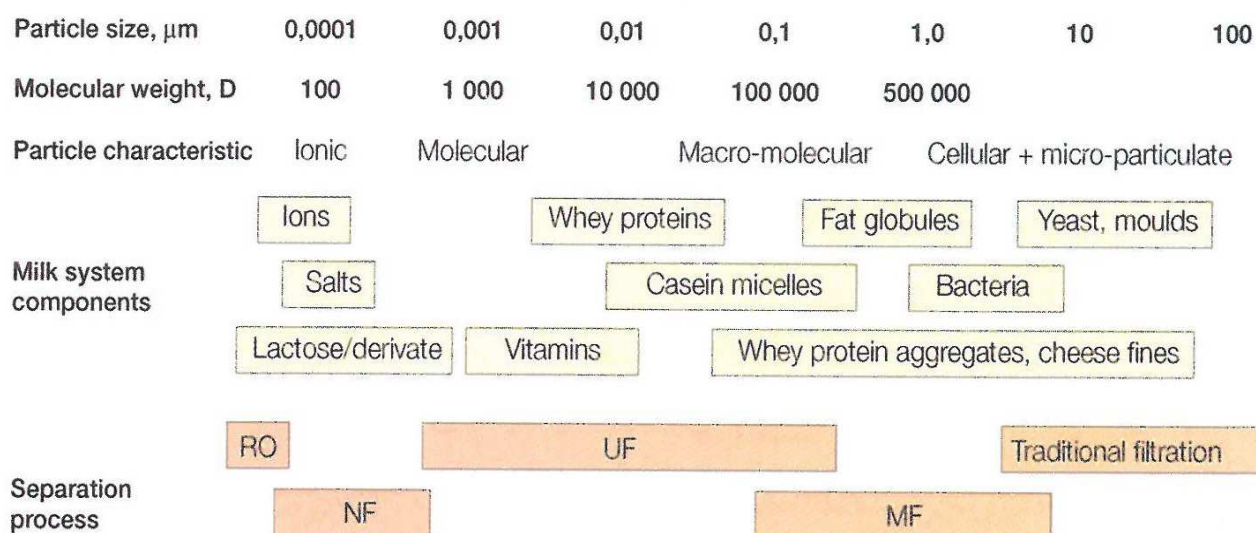 Particle size, μm 0,0001 0,001 0,01 0,1 1,0 10 100
Molecular weight, D 100 1 000 10 000 100 000 500 000
Particle characteristic Ionic Molecular Macro-molecular Cellular + micro-particulate
Ions Whey proteins Fat globules Yeast, moulds
Milk system
components
Salts Casein micelles Bacteria
Lactose/derivate Vitamins Whey protein aggregates, cheese fines
RO UF Traditional filtration
Separation
process
NF MF